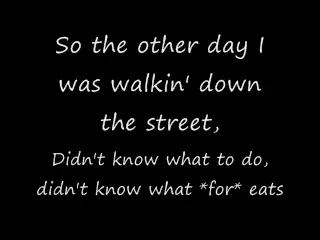 So the other day I
was walkin' down
the street,
Didn't know what to do,
didn't know what *for* eats